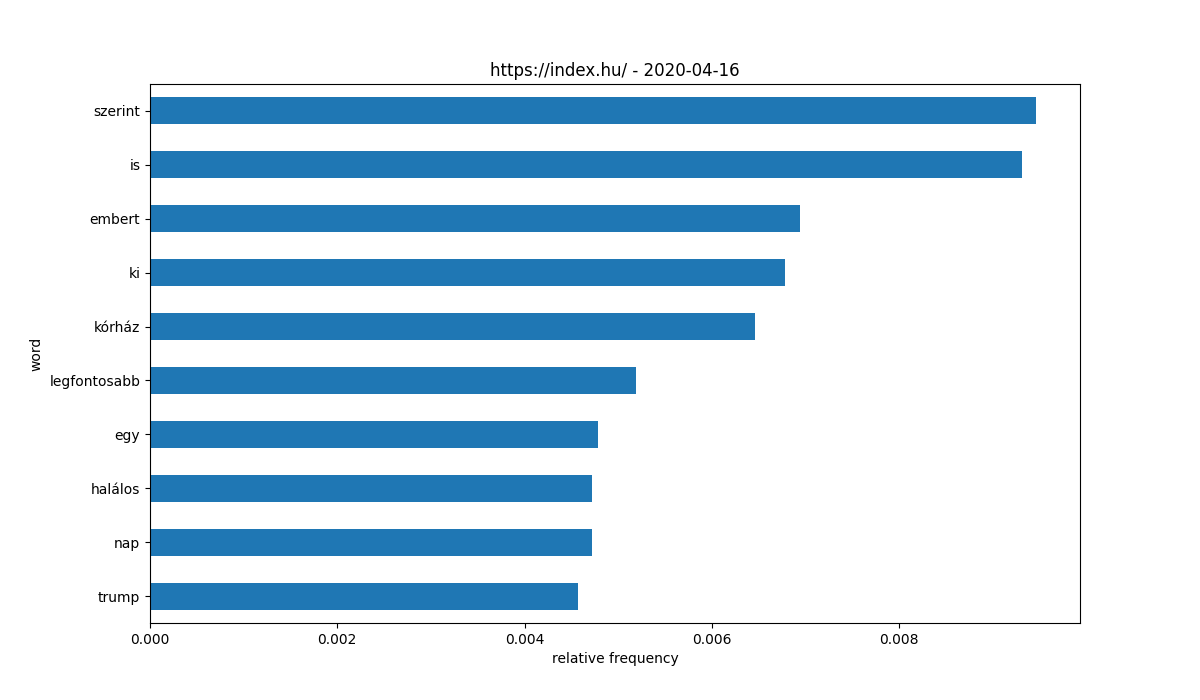 https://index.hu/ - 2020-04-16
szerint
is
embert
ki
kórház
legfontosabb
egy
halálos
nap
trump
word
0.000 0.002 0.004 0.006 0.008
relative frequency